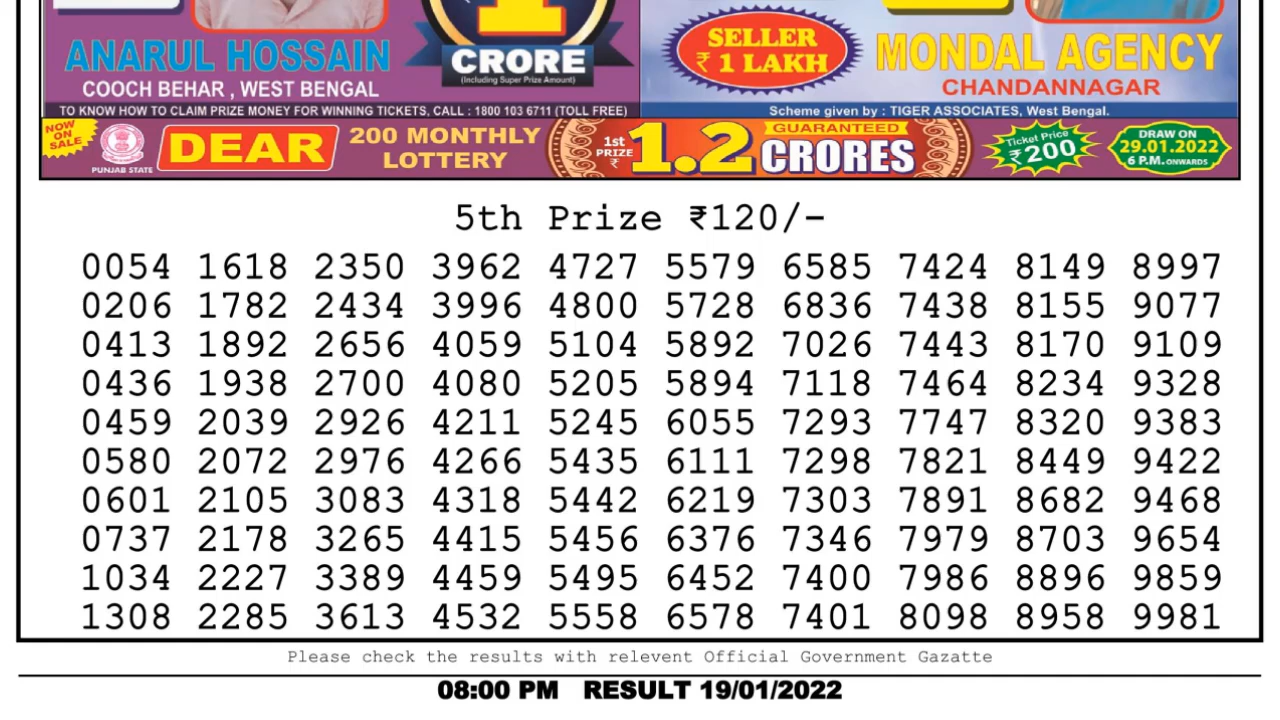 ANARUL HOSSAIN
COOCH BEHAR , WEST BENGAL
1
CRORE
(Including Super Prize Amount)
SELLER
₹ 1 LAKH
MONDAL AGENCY
CHANDANNAGAR
TO KNOW HOW TO CLAIM PRIZE MONEY FOR WINNING TICKETS, CALL : 1800 103 6711 (TOLL FREE)
Scheme given by : TIGER ASSOCIATES, West Bengal.
NOW
ON
SALE
PUNJAB STATE
DEAR
200 MONTHLY
LOTTERY
1st
PRIZE
₹
1.2
GUARANTEED
CRORES
Ticket Price
₹200
DRAW ON
29.01.2022
6 P.M. ONWARDS
5th Prize ₹120/-
0054 1618 2350 3962 4727 5579 6585 7424 8149 8997
0206 1782 2434 3996 4800 5728 6836 7438 8155 9077
0413 1892 2656 4059 5104 5892 7026 7443 8170 9109
0436 1938 2700 4080 5205 5894 7118 7464 8234 9328
0459 2039 2926 4211 5245 6055 7293 7747 8320 9383
0580 2072 2976 4266 5435 6111 7298 7821 8449 9422
0601 2105 3083 4318 5442 6219 7303 7891 8682 9468
0737 2178 3265 4415 5456 6376 7346 7979 8703 9654
1034 2227 3389 4459 5495 6452 7400 7986 8896 9859
1308 2285 3613 4532 5558 6578 7401 8098 8958 9981
Please check the results with relevent Official Government Gazatte
08:00 PM RESULT 19/01/2022